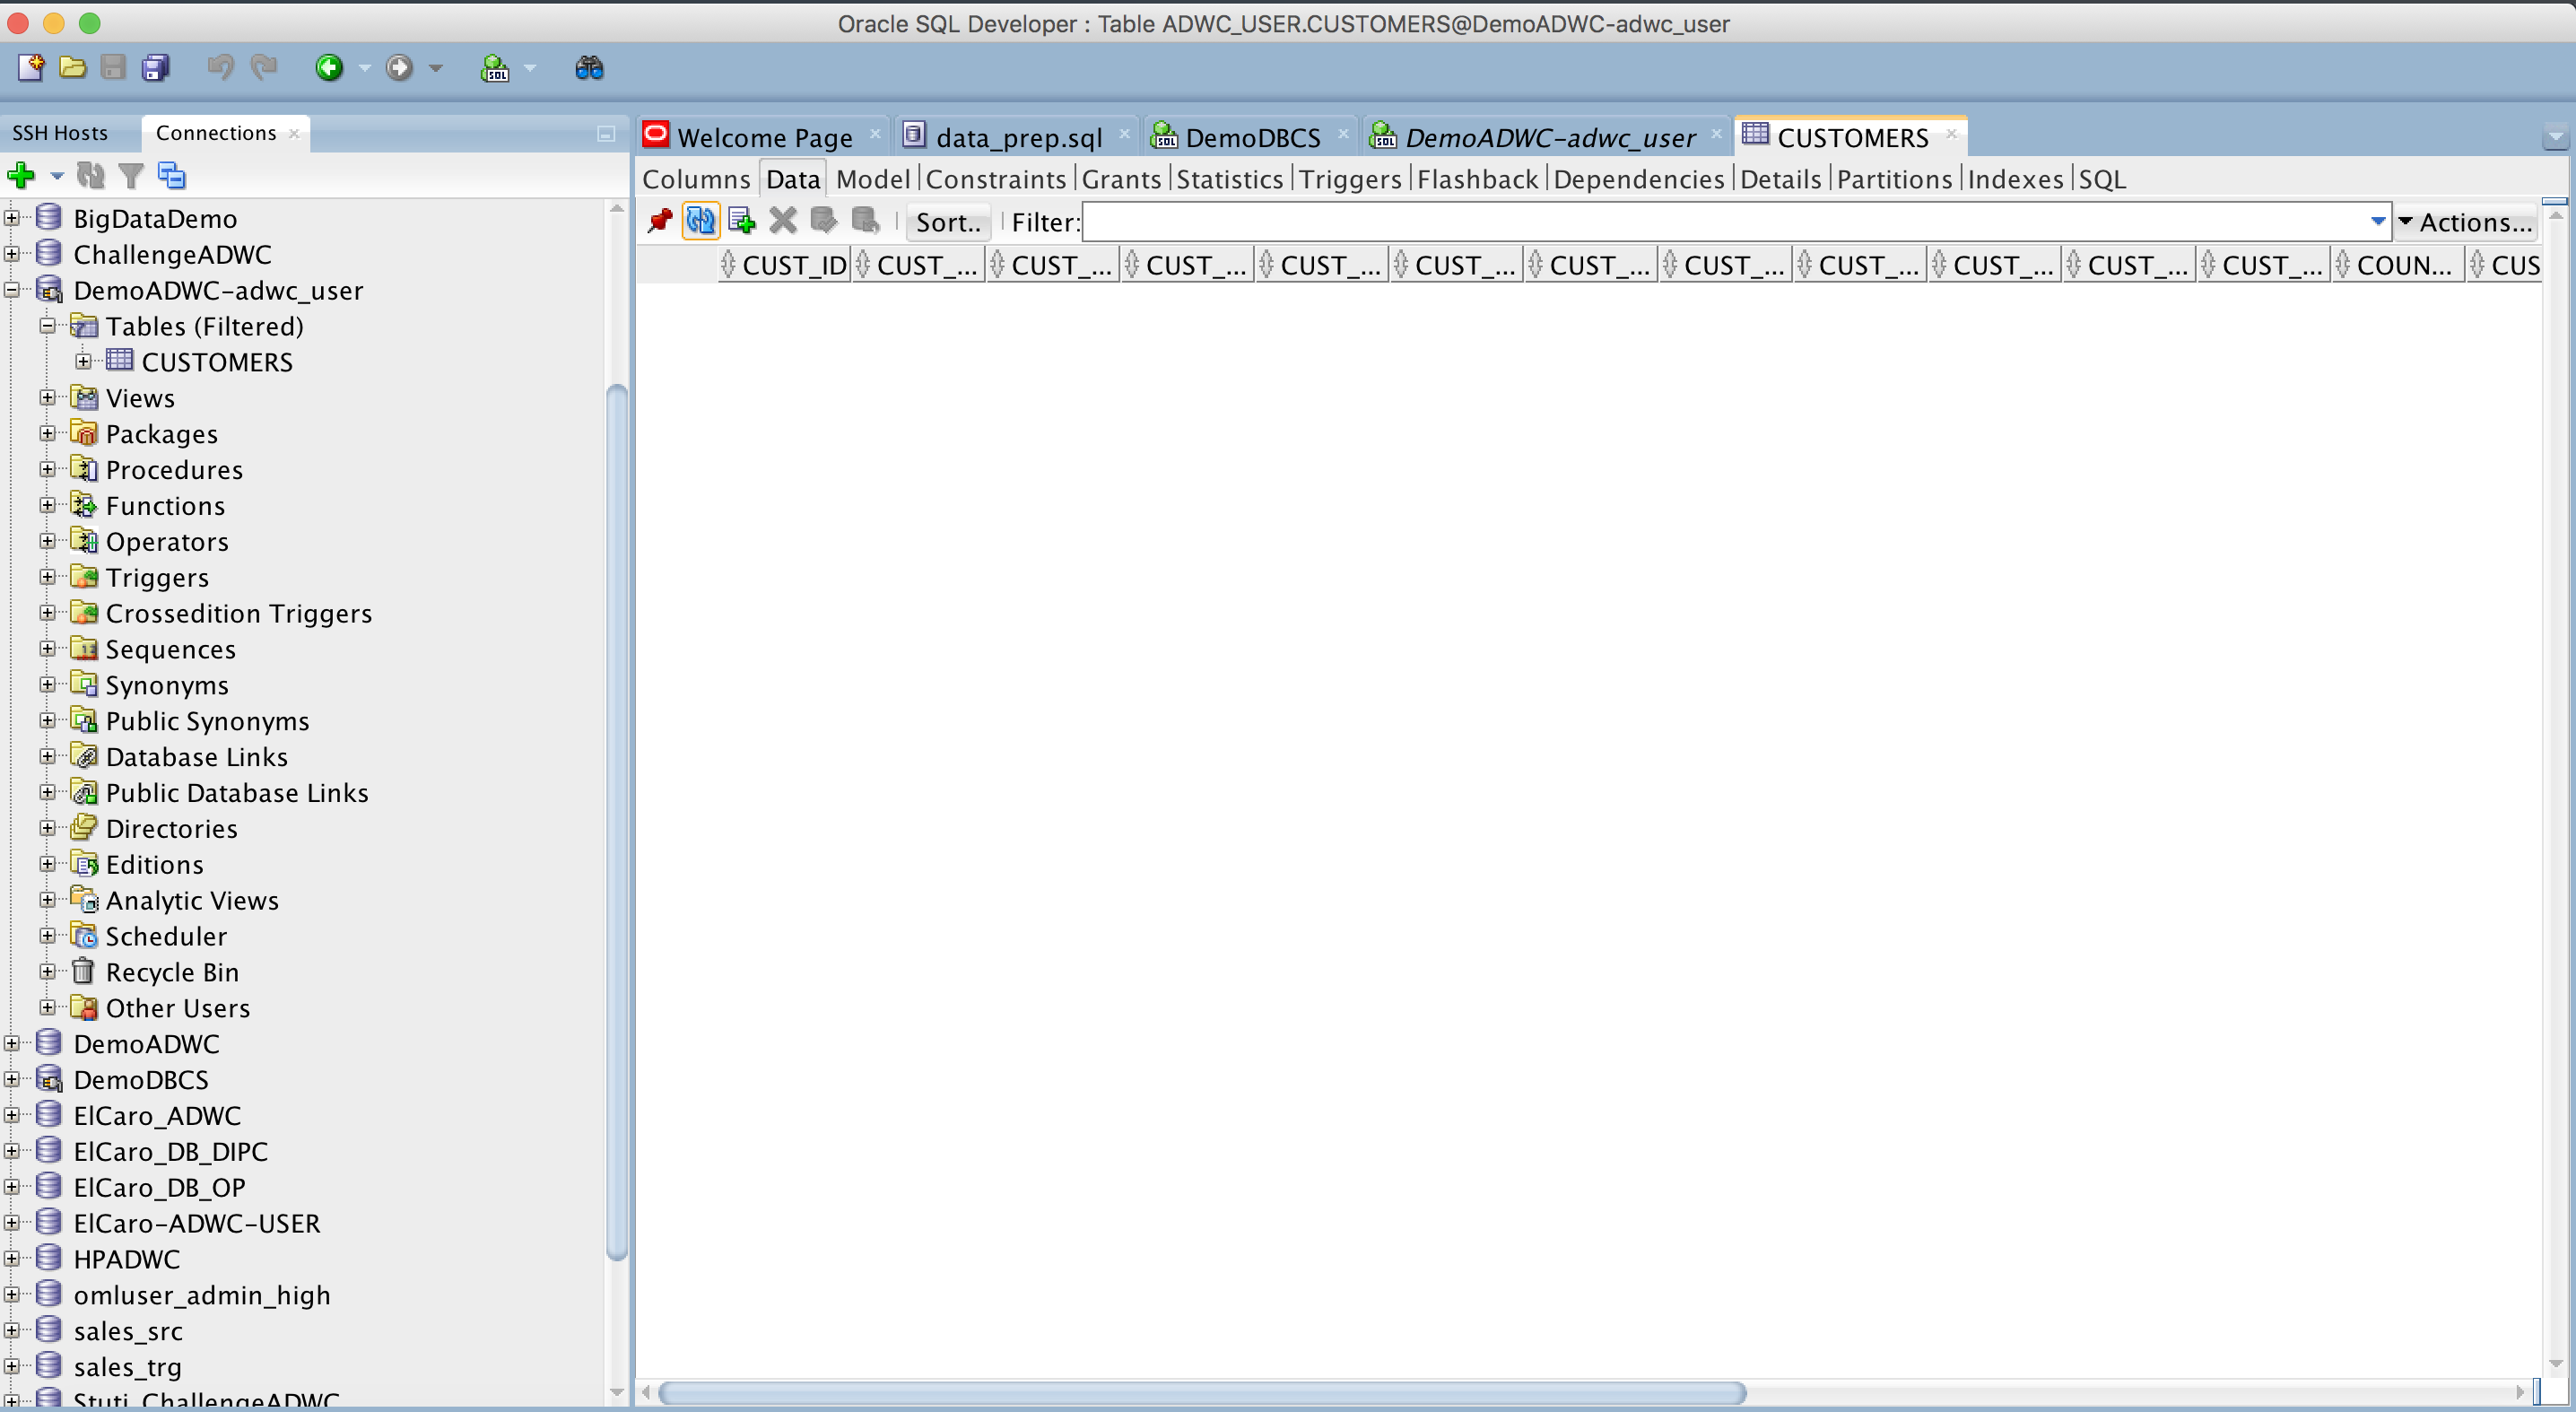 Oracle SQL Developer : Table ADWC_USER.CUSTOMERS@DemoADWC-adwc_user
SQL
SSH Hosts
Connections
BigDataDemo
ChallengeADWC
DemoADWC-adwc_user
Tables (Filtered)
CUSTOMERS
Views
Packages
Procedures
Functions
Operators
Triggers
Crossedition Triggers
Sequences
Synonyms
Public Synonyms
Database Links
Public Database Links
Directories
Editions
Analytic Views
Scheduler
Recycle Bin
Other Users
DemoADWC
DemoDBCS
ElCaro_ADWC
ElCaro_DB_DIPC
ElCaro_DB_OP
ElCaro-ADWC-USER
HPADWC
omluser_admin_high
sales_src
sales_trg
Stuti_ChallengeADWC
Welcome Page data_prep.sql DemoDBCS DemoADWC-adwc_user CUSTOMERS
Columns Data Model Constraints Grants Statistics Triggers Flashback Dependencies Details Partitions Indexes SQL
Sort.. Filter: Actions...
CUST_ID CUST_... CUST_... CUST_... CUST_... CUST_... CUST_... CUST_... CUST_... CUST_... CUST_... CUST_... COUN... CUS